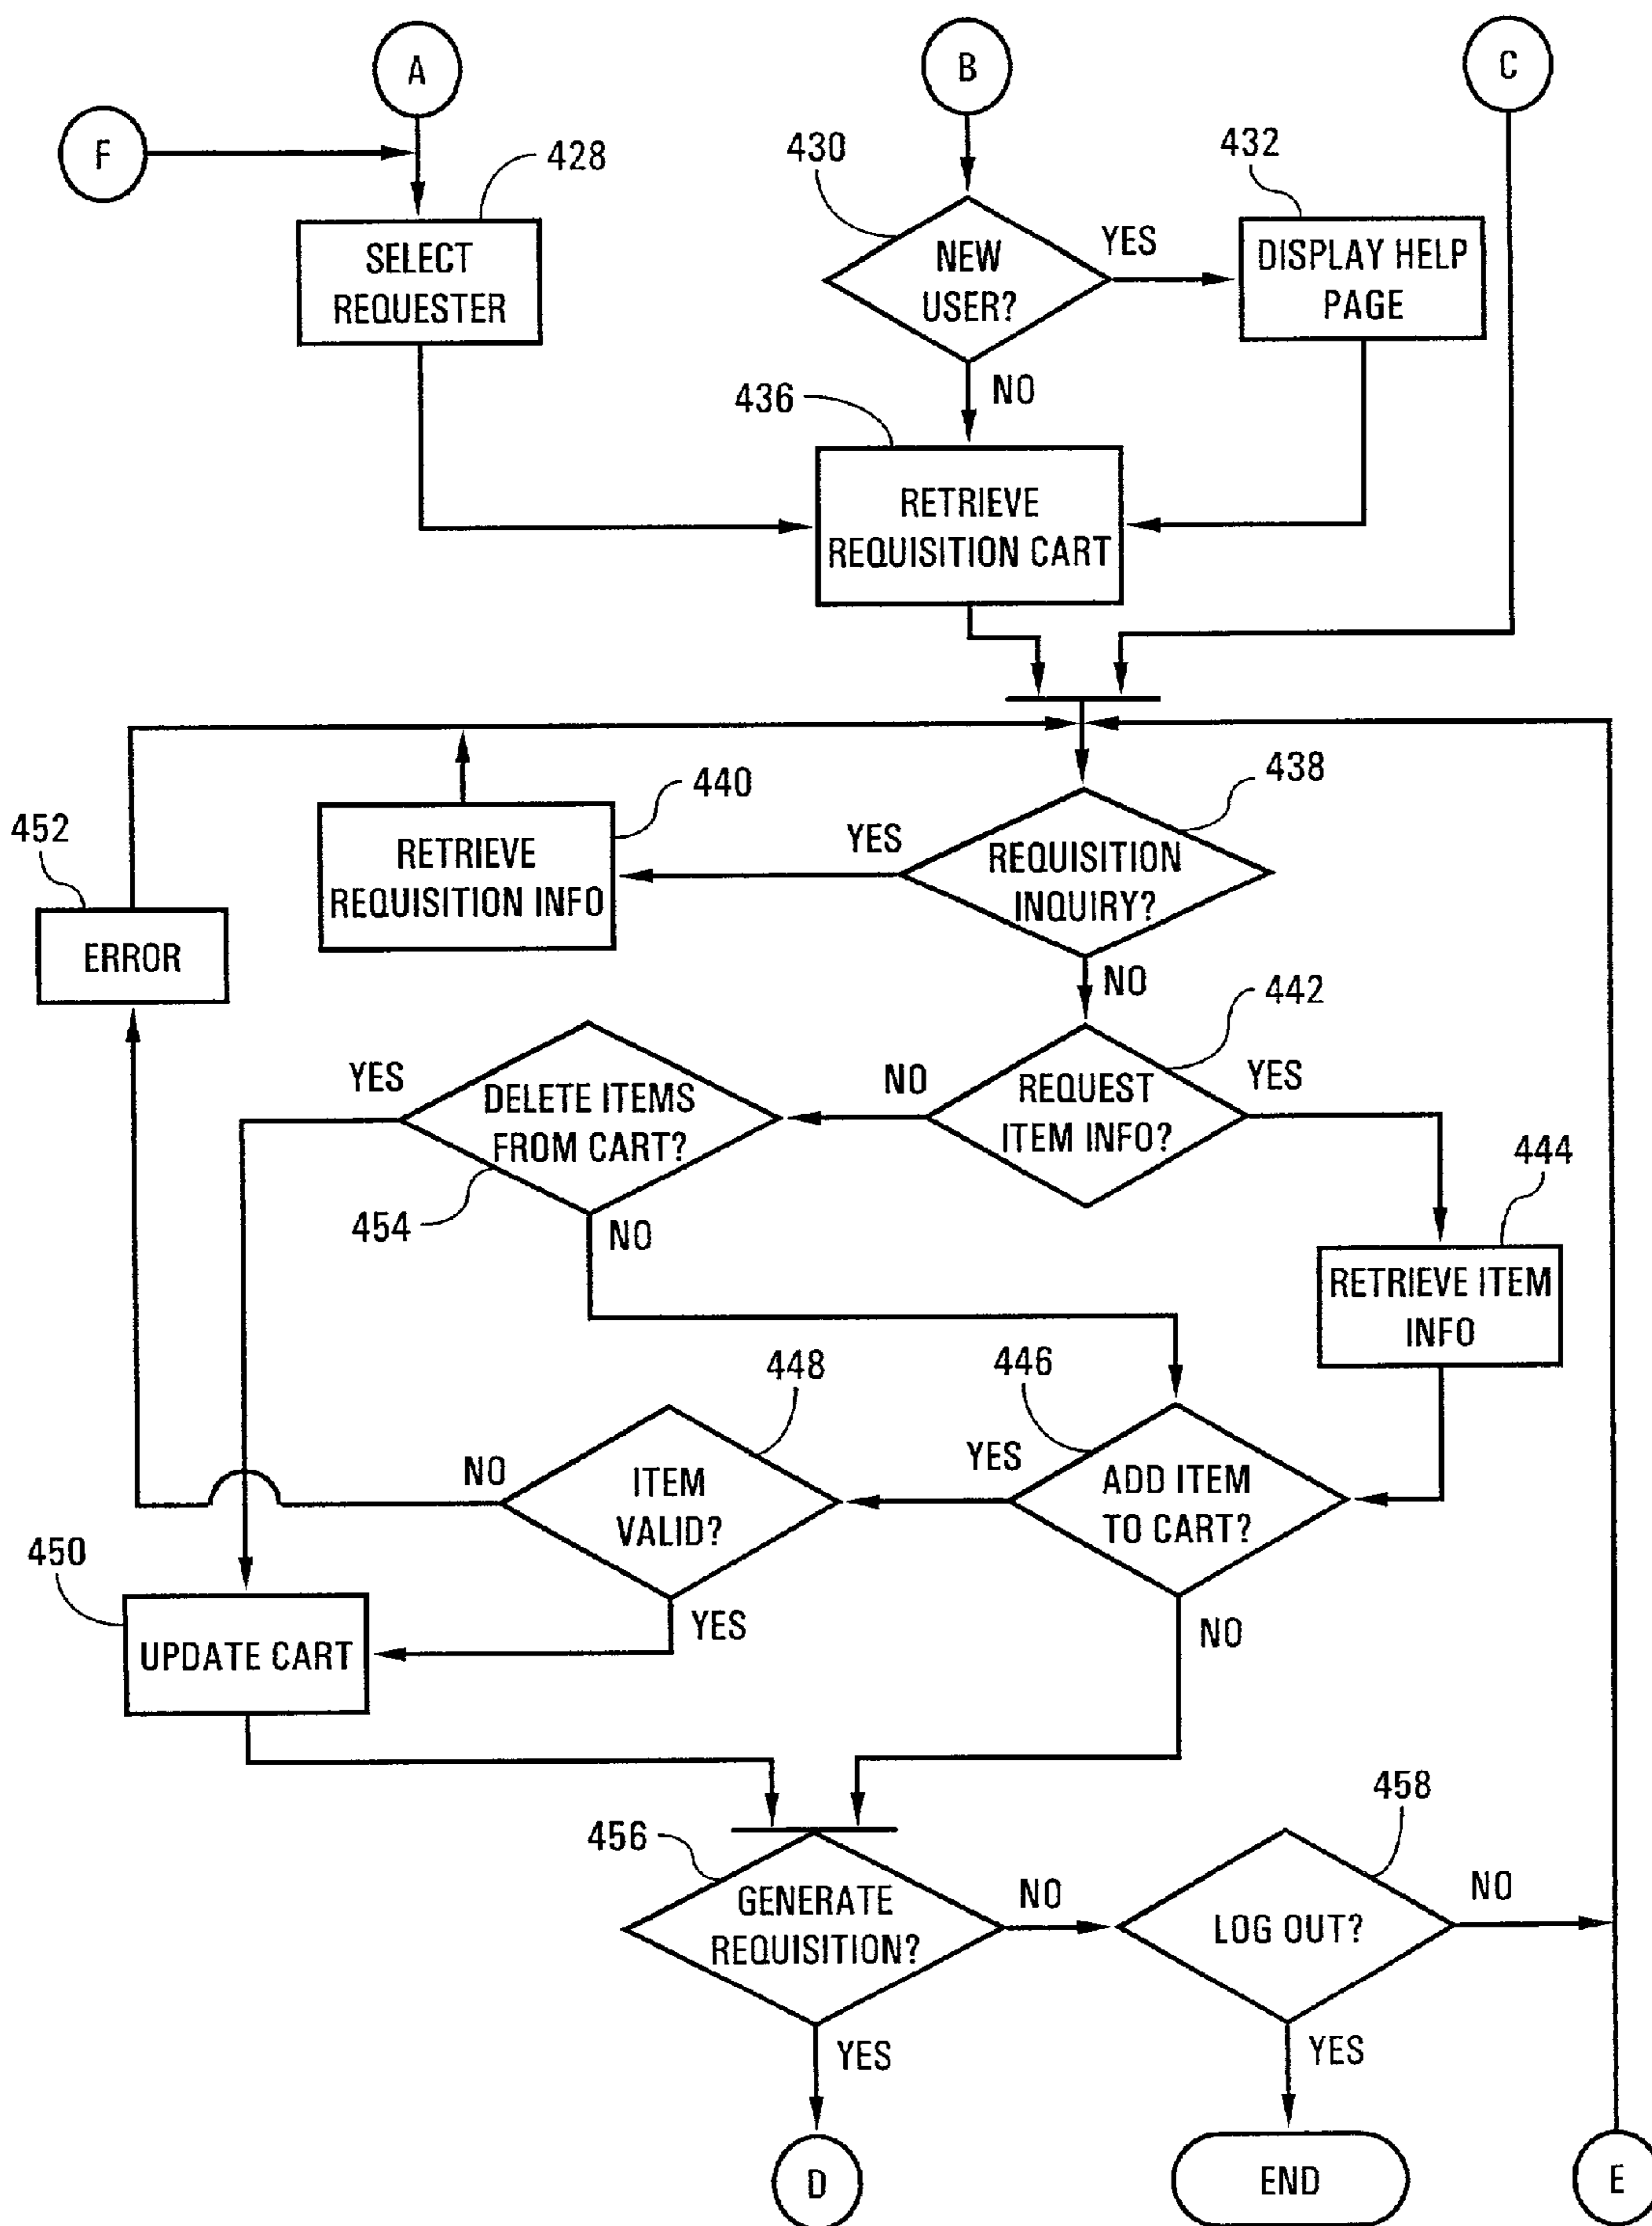 A
B
C
F
428
430
432
SELECT
REQUESTER
NEW
USER?
YES
DISPLAY HELP
PAGE
NO
436
RETRIEVE
REQUISITION CART
438
440
452
RETRIEVE
REQUISITION INFO
YES
REQUISITION
INQUIRY?
ERROR
NO
442
YES
DELETE ITEMS
FROM CART?
NO
REQUEST
ITEM INFO?
YES
444
454
NO
RETRIEVE ITEM
INFO
448
446
NO
ITEM
VALID?
YES
ADD ITEM
TO CART?
450
YES
NO
UPDATE CART
458
456
GENERATE
REQUISITION?
NO
LOG OUT?
NO
YES
YES
D
END
E